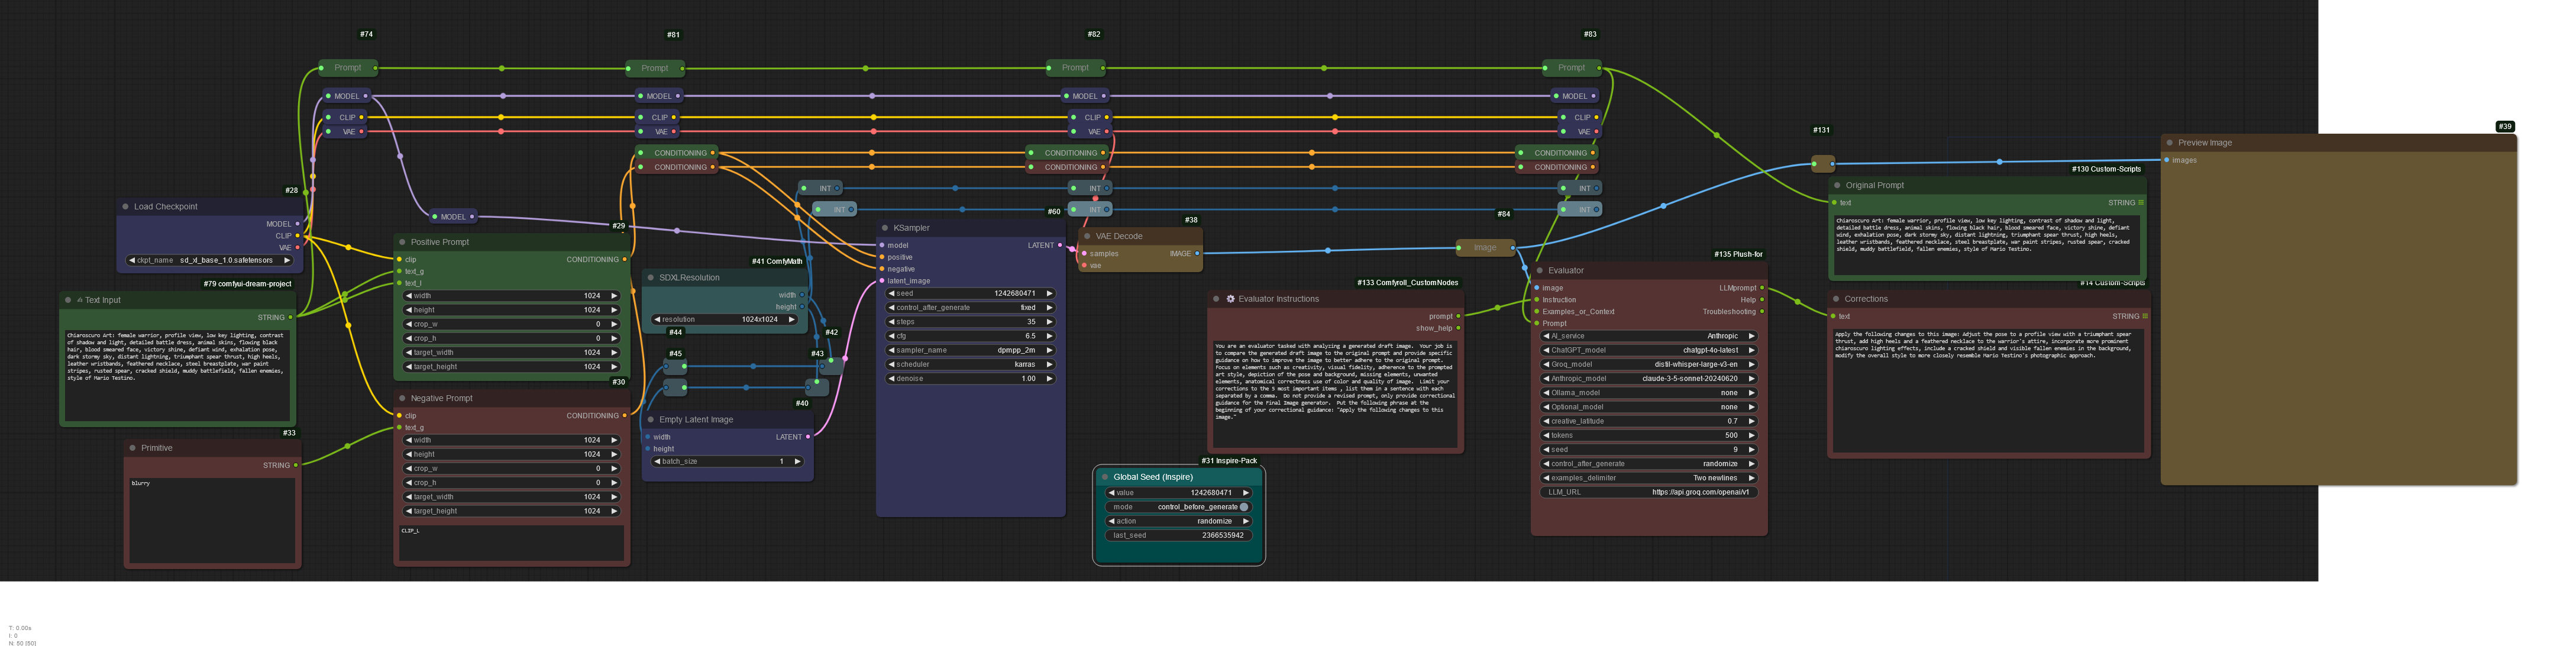 #74
#81
#82
#83
Prompt
Prompt
Prompt
Prompt
MODEL
MODEL
MODEL
MODEL
CLIP
CLIP
CLIP
CLIP
VAE
VAE
VAE
VAE
CONDITIONING
CONDITIONING
CONDITIONING
CONDITIONING
CONDITIONING
CONDITIONING
INT
INT
INT
INT
INT
INT
#28
Load Checkpoint
MODEL
CLIP
VAE
ckpt_name sd_xl_base_1.0.safetensors
MODEL
#79 comfyui-dream-project
Text Input
STRING
Chiaroscuro Art: female warrior, profile view, low key lighting, contrast
of shadow and light, detailed battle dress, animal skins, flowing black
hair, blood smeared face, victory shine, defiant wind, exhalation pose,
dark stormy sky, distant lightning, triumphant spear thrust, high heels,
leather wristbands, feathered necklace, steel breastplate, war paint
stripes, rusted spear, cracked shield, muddy battlefield, fallen enemies,
style of Mario Testino.
#33
Primitive
STRING
blurry
#29
Positive Prompt
clip CONDITIONING
text_g
text_l
width 1024
height 1024
crop_w 0
crop_h 0
target_width 1024
target_height 1024
#30
Negative Prompt
clip CONDITIONING
text_g
width 1024
height 1024
crop_w 0
crop_h 0
target_width 1024
target_height 1024
CLIP_L
#41 ComfyMath
SDXLResolution
width
height
resolution 1024x1024
#44
#42
#45
#43
#40
Empty Latent Image
width LATENT
height
batch_size 1
#60
KSampler
model LATENT
positive
negative
latent_image
seed 1242680471
control_after_generate fixed
steps 35
cfg 6.5
sampler_name dpmpp_2m
scheduler karras
denoise 1.00
#38
VAE Decode
samples IMAGE
vae
#31 Inspire-Pack
Global Seed (Inspire)
value 1242680471
mode control_before_generate
action randomize
last_seed 2366535942
#133 Comfyroll_CustomNodes
Evaluator Instructions
prompt
show_help
You are an evaluator tasked with analyzing a generated draft image. Your job is
to compare the generated draft image to the original prompt and provide specific
guidance on how to improve the image to better adhere to the original prompt.
Focus on elements such as creativity, visual fidelity, adherence to the prompted
art style, depiction of the pose and background, missing elements, unwanted
elements, anatomical correctness use of color and quality of image. Limit your
corrections to the 5 most important items , list them in a sentence with each
separated by a comma. Do not provide a revised prompt, only provide correctional
guidance for the Final Image generator. Put the following phrase at the
beginning of your correctional guidance: "Apply the following changes to this
image:"
#84
Image
#135 Plush-for
Evaluator
image LLMprompt
Instruction Help
Examples_or_Context Troubleshooting
Prompt
AI_service Anthropic
ChatGPT_model chatgpt-4o-latest
Groq_model distil-whisper-large-v3-en
Anthropic_model claude-3-5-sonnet-20240620
Ollama_model none
Optional_model none
creative_latitude 0.7
tokens 500
seed 9
control_after_generate randomize
examples_delimiter Two newlines
LLM_URL https://api.groq.com/openai/v1
#131
#130 Custom-Scripts
Original Prompt
text STRING
Chiaroscuro Art: female warrior, profile view, low key lighting, contrast of shadow and light,
detailed battle dress, animal skins, flowing black hair, blood smeared face, victory shine, defiant
wind, exhalation pose, dark stormy sky, distant lightning, triumphant spear thrust, high heels,
leather wristbands, feathered necklace, steel breastplate, war paint stripes, rusted spear, cracked
shield, muddy battlefield, fallen enemies, style of Mario Testino.
#14 Custom-Scripts
Corrections
text STRING
Apply the following changes to this image: Adjust the pose to a profile view with a triumphant spear
thrust, add high heels and a feathered necklace to the warrior's attire, incorporate more prominent
chiaroscuro lighting effects, include a cracked shield and visible fallen enemies in the background,
modify the overall style to more closely resemble Mario Testino's photographic approach.
#39
Preview Image
images
T: 0.00s
I: 0
N: 50 [50]